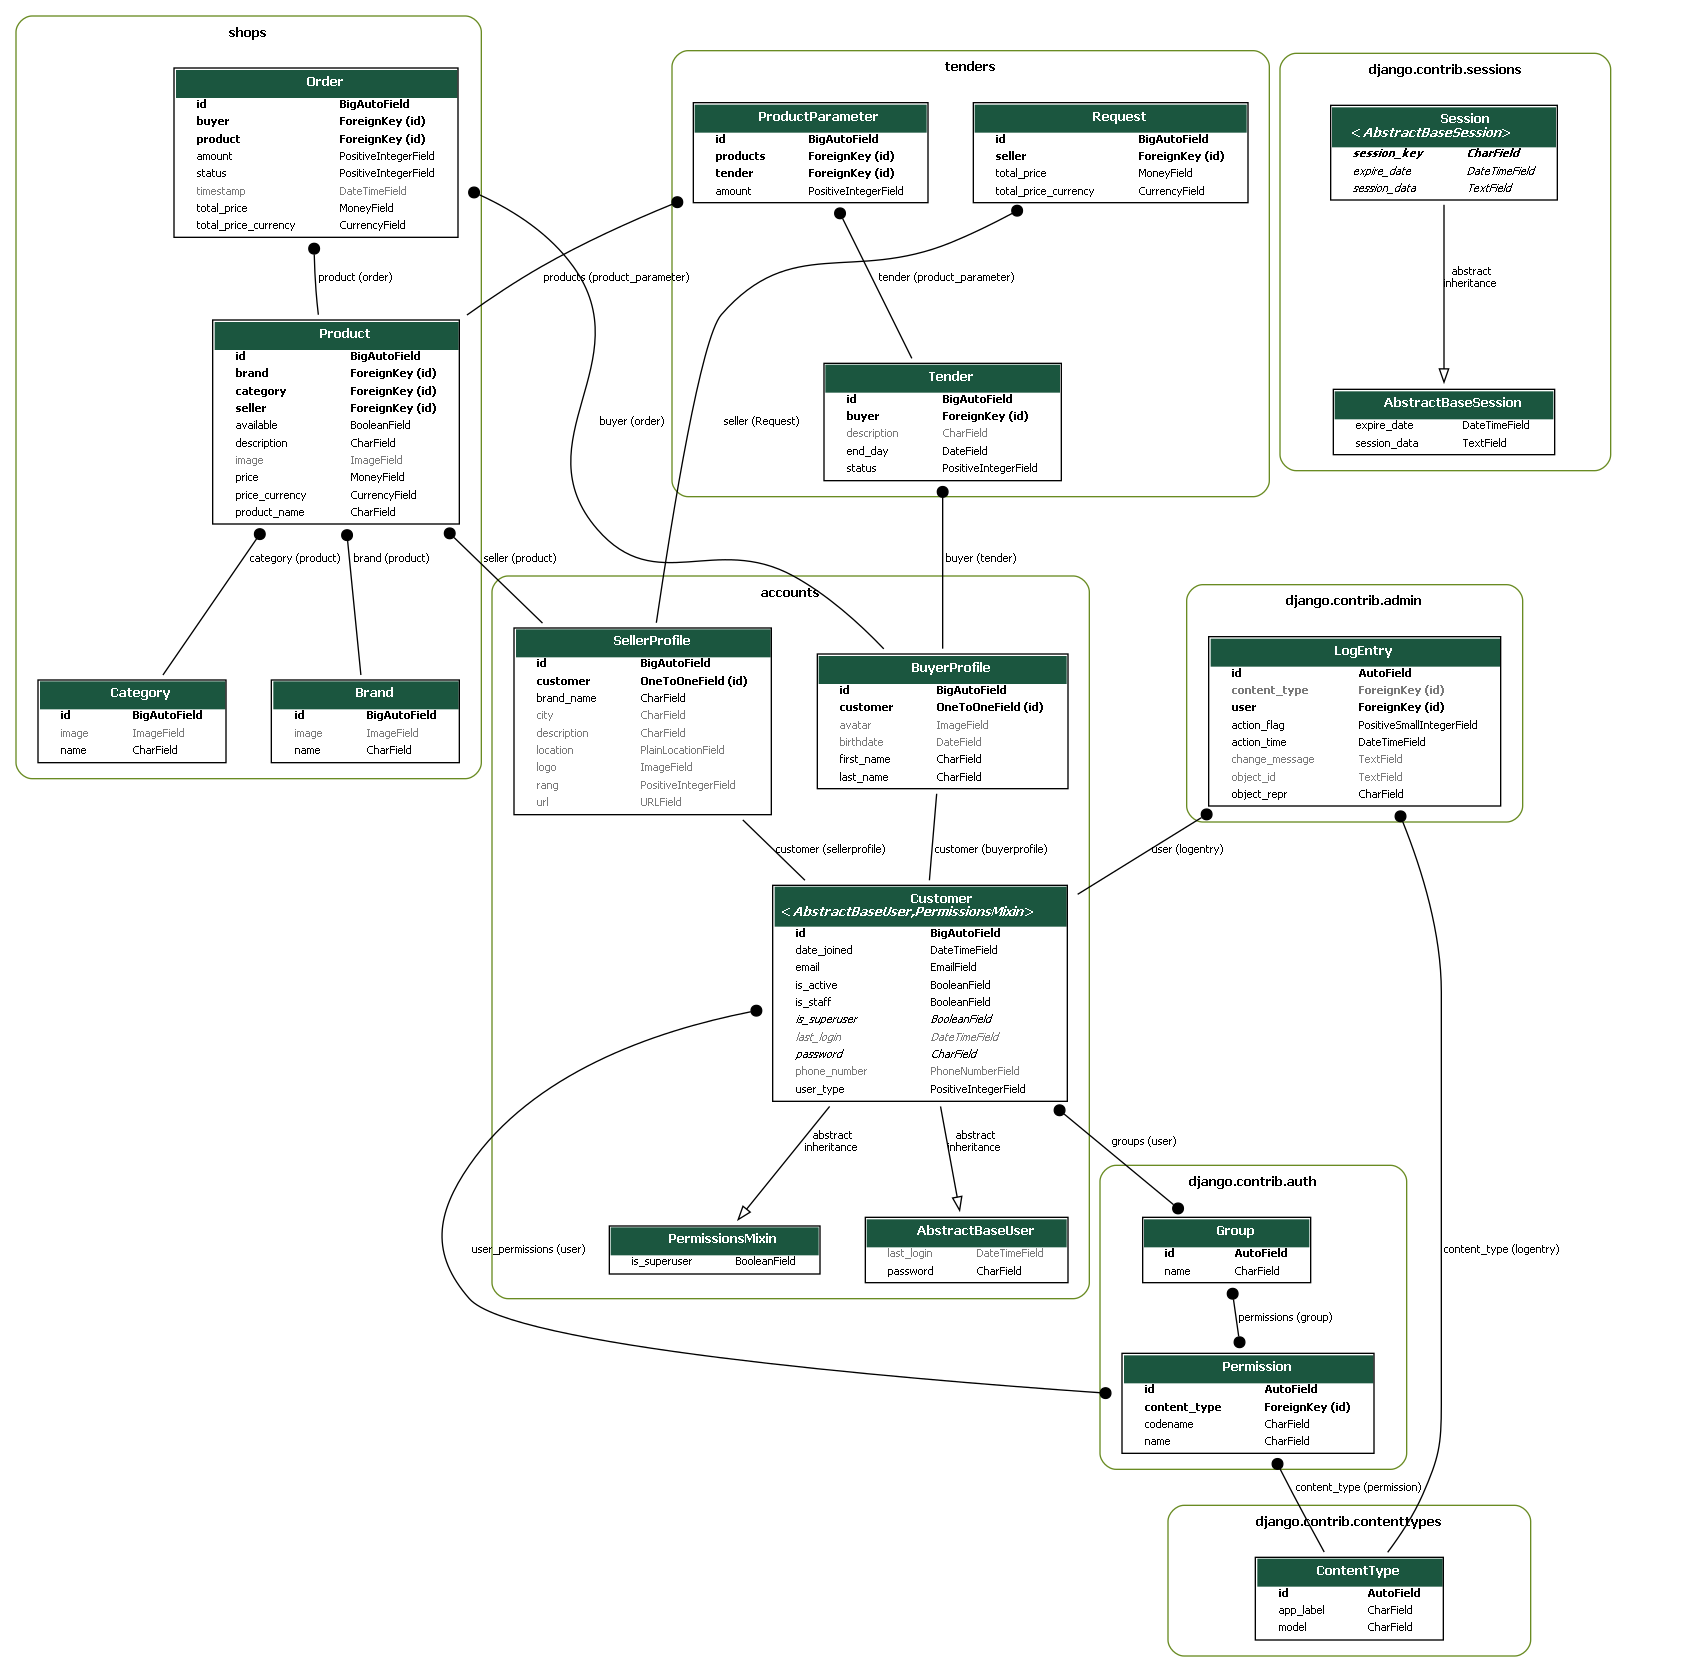 shops
Order
id BigAutoField
buyer ForeignKey (id)
product ForeignKey (id)
amount PositiveIntegerField
status PositiveIntegerField
timestamp DateTimeField
total_price MoneyField
total_price_currency CurrencyField
product (order)
Product
id BigAutoField
brand ForeignKey (id)
category ForeignKey (id)
seller ForeignKey (id)
available BooleanField
description CharField
image ImageField
price MoneyField
price_currency CurrencyField
product_name CharField
category (product)
brand (product)
seller (product)
Category
id BigAutoField
image ImageField
name CharField
Brand
id BigAutoField
image ImageField
name CharField
tenders
ProductParameter
id BigAutoField
products ForeignKey (id)
tender ForeignKey (id)
amount PositiveIntegerField
Request
id BigAutoField
seller ForeignKey (id)
total_price MoneyField
total_price_currency CurrencyField
products (product_parameter)
tender (product_parameter)
buyer (order)
seller (Request)
Tender
id BigAutoField
buyer ForeignKey (id)
description CharField
end_day DateField
status PositiveIntegerField
buyer (tender)
django.contrib.sessions
Session
<AbstractBaseSession>
session_key CharField
expire_date DateTimeField
session_data TextField
abstract
inheritance
AbstractBaseSession
expire_date DateTimeField
session_data TextField
accounts
SellerProfile
id BigAutoField
customer OneToOneField (id)
brand_name CharField
city CharField
description CharField
location PlainLocationField
logo ImageField
rang PositiveIntegerField
url URLField
BuyerProfile
id BigAutoField
customer OneToOneField (id)
avatar ImageField
birthdate DateField
first_name CharField
last_name CharField
customer (sellerprofile)
customer (buyerprofile)
django.contrib.admin
LogEntry
id AutoField
content_type ForeignKey (id)
user ForeignKey (id)
action_flag PositiveSmallIntegerField
action_time DateTimeField
change_message TextField
object_id TextField
object_repr CharField
user (logentry)
Customer
<AbstractBaseUser,PermissionsMixin>
id BigAutoField
date_joined DateTimeField
email EmailField
is_active BooleanField
is_staff BooleanField
is_superuser BooleanField
last_login DateTimeField
password CharField
phone_number PhoneNumberField
user_type PositiveIntegerField
abstract
inheritance
abstract
inheritance
groups (user)
PermissionsMixin
is_superuser BooleanField
AbstractBaseUser
last_login DateTimeField
password CharField
user_permissions (user)
content_type (logentry)
django.contrib.auth
Group
id AutoField
name CharField
permissions (group)
Permission
id AutoField
content_type ForeignKey (id)
codename CharField
name CharField
content_type (permission)
django.contrib.contenttypes
ContentType
id AutoField
app_label CharField
model CharField